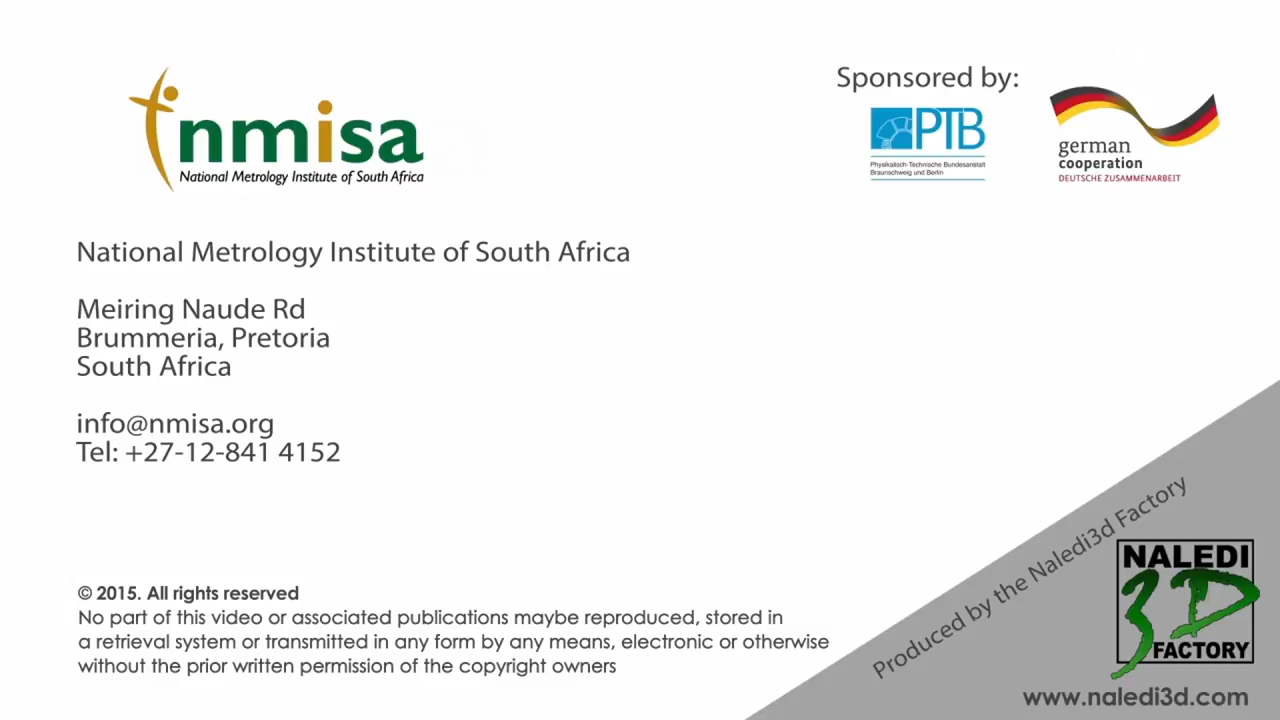 nmisa
National Metrology Institute of South Africa
Sponsored by:
PTB
Physikalisch-Technische Bundesanstalt
Braunschweig und Berlin
german
cooperation
DEUTSCHE ZUSAMMENARBEIT
National Metrology Institute of South Africa
Meiring Naude Rd
Brummeria, Pretoria
South Africa
info@nmisa.org
Tel: +27-12-841 4152
© 2015. All rights reserved
No part of this video or associated publications maybe reproduced, stored in
a retrieval system or transmitted in any form by any means, electronic or otherwise
without the prior written permission of the copyright owners
Produced by the Naledi3d Factory
NALEDI
3D
FACTORY
www.naledi3d.com